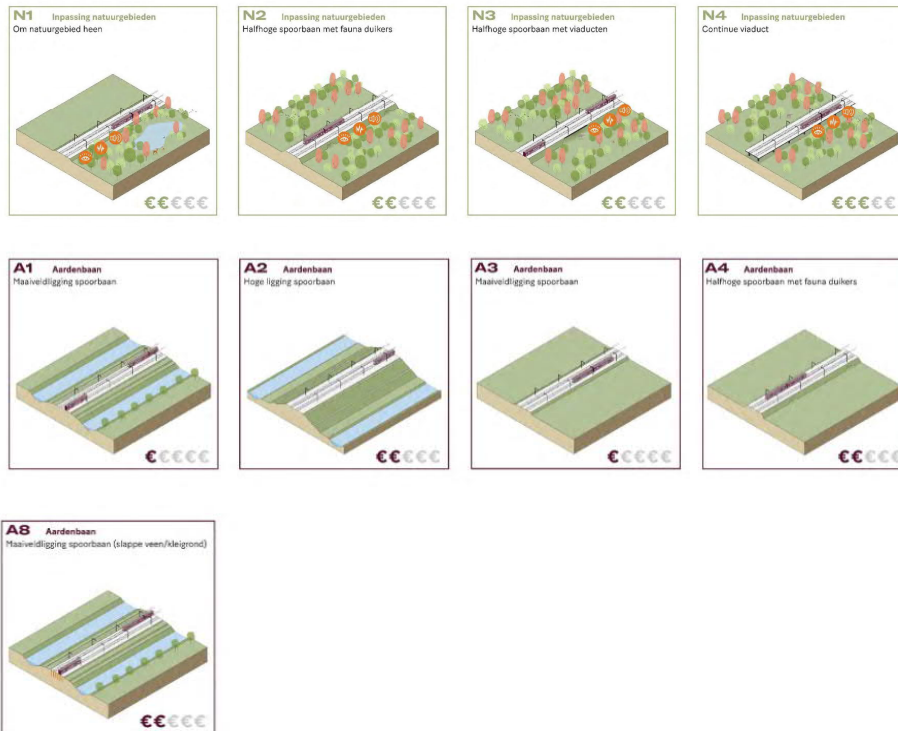 N1 Inpassing natuurgebieden
Om natuurgebied heen
€€€€€
N2 Inpassing natuurgebieden
Halfhoge spoorbaan met fauna duikers
€€€€€
N3 Inpassing natuurgebieden
Halfhoge spoorbaan met viaducten
€€€€€
N4 Inpassing natuurgebieden
Continue viaduct
€€€€€
A1 Aardenbaan
Maaiveldligging spoorbaan
€€€€€
A2 Aardenbaan
Hoge ligging spoorbaan
€€€€€
A3 Aardenbaan
Maaiveldligging spoorbaan
€€€€€
A4 Aardenbaan
Halfhoge spoorbaan met fauna duikers
€€€€€
A8 Aardenbaan
Maaiveldligging spoorbaan (slappe veen/kleigrond)
€€€€€